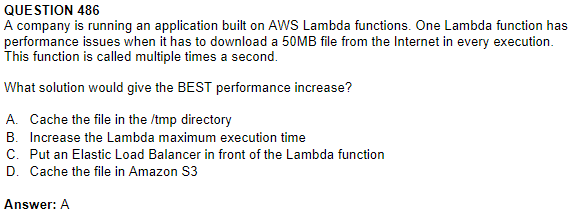 QUESTION 486
A company is running an application built on AWS Lambda functions. One Lambda function has
performance issues when it has to download a 50MB file from the Internet in every execution.
This function is called multiple times a second.
What solution would give the BEST performance increase?
A. Cache the file in the /tmp directory
B. Increase the Lambda maximum execution time
C. Put an Elastic Load Balancer in front of the Lambda function
D. Cache the file in Amazon S3
Answer: A